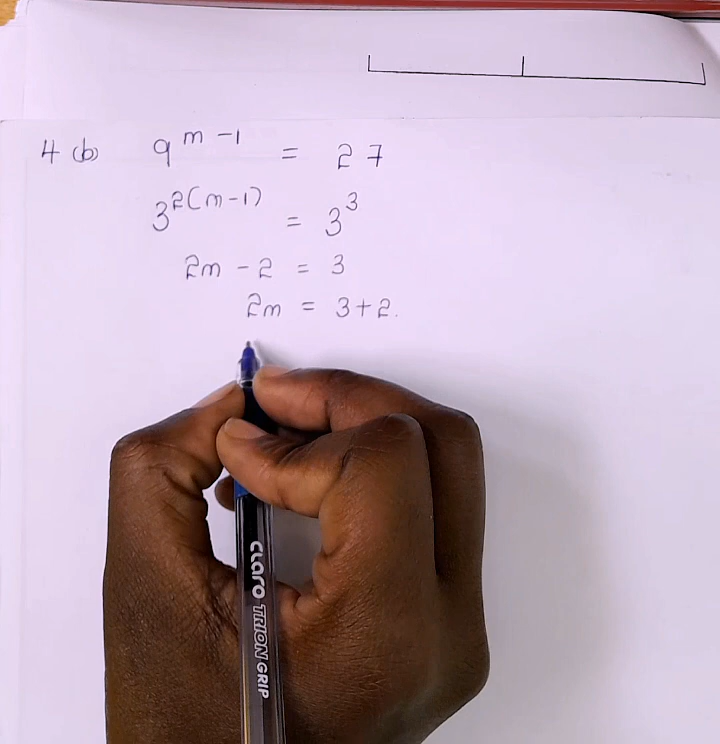 4 (b) 9^{m-1} = 27
3^{2(m-1)} = 3^3
2m - 2 = 3
2m = 3+2.
CLARO TRION GRIP